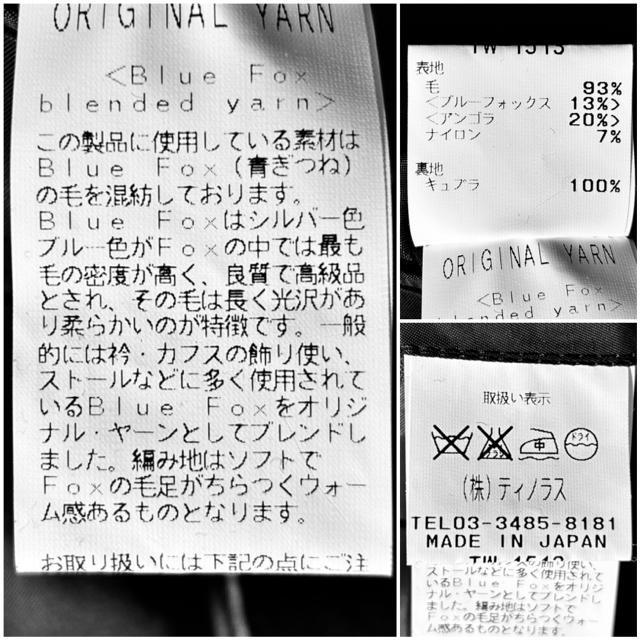 ORIGINAL YARN
<Blue Fox
blended yarn>
この製品に使用している素材は
Blue Fox(青ぎつね)
の毛を混紡しております。
Blue Foxはシルバー色
ブルー色がFoxの中では最も
毛の密度が高く、良質で高級品
とされ、その毛は長く光沢があ
り柔らかいのが特徴です。一般
的には衿・カフスの飾り使い、
ストールなどに多く使用されて
いるBlue Foxをオリジ
ナル・ヤーンとしてブレンドし
ました。編み地はソフトで
Foxの毛足がちらつくウォー
ム感あるものとなります。
お取り扱いには下記の点にご注
TW-1513
表地
毛 93%
<ブルーフォックス 13%>
<アンゴラ 20%>
ナイロン 7%
裏地
キュプラ 100%
ORIGINAL YARN
<Blue Fox
blended yarn>
取扱い表示
中 ドライ
(株)ティノラス
TEL03-3485-8181
MADE IN JAPAN
TW-1513
の飾り使い、
ストールなどに多く使用されて
いるBlue Foxをオリジ
ナル・ヤーンとしてブレンドし
ました。編み地はソフトで
Foxの毛足がちらつくウォー
ム感あるものとなります。